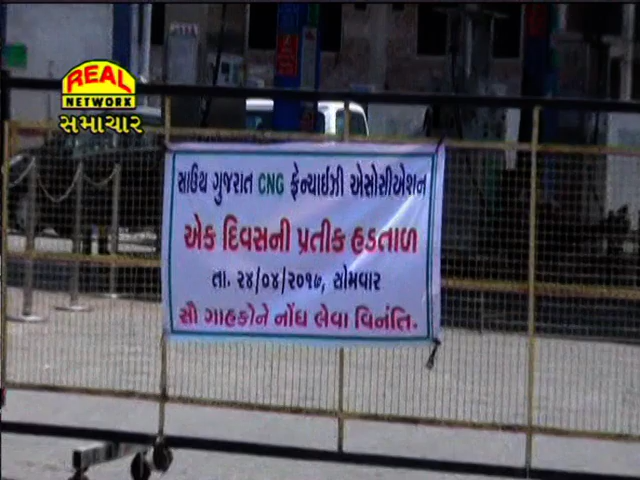 REAL
NETWORK
સમાચાર
સાઉથ ગુજરાત CNG ફેન્ચાઈઝી એસોસીએશન
એક દિવસની પ્રતીક હડતાળ
તા. ૨૪/૦૪/૨૦૧૭, સોમવાર
સૌ ગાહકોને નોંધ લેવા વિનંતિ.